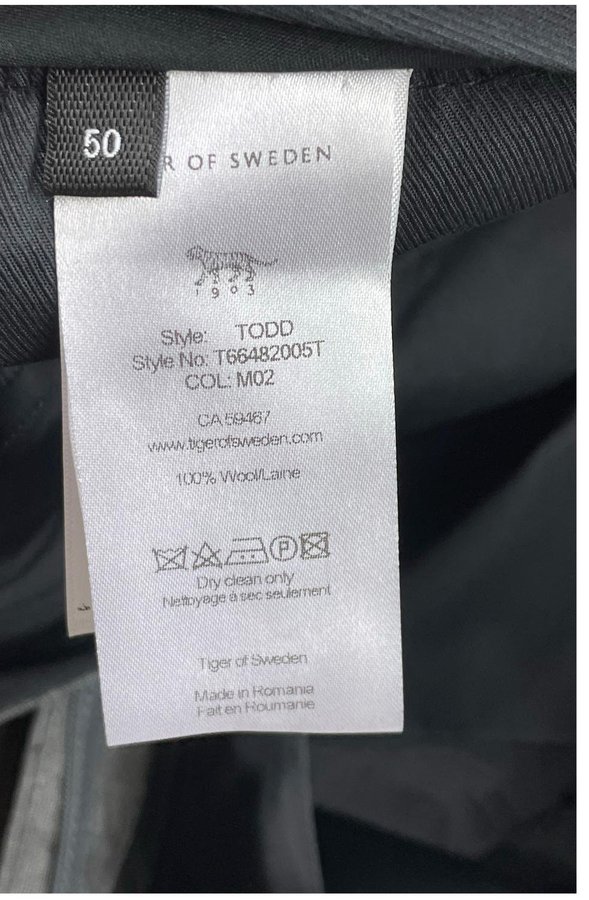 50
R OF SWEDEN
1903
Style: TODD
Style No: T66482005T
COL: M02
CA 59467
www.tigerofsweden.com
100% Wool/Laine
P
Dry clean only
Nettoyage à sec seulement
Tiger of Sweden
Made in Romania
Fait en Roumanie